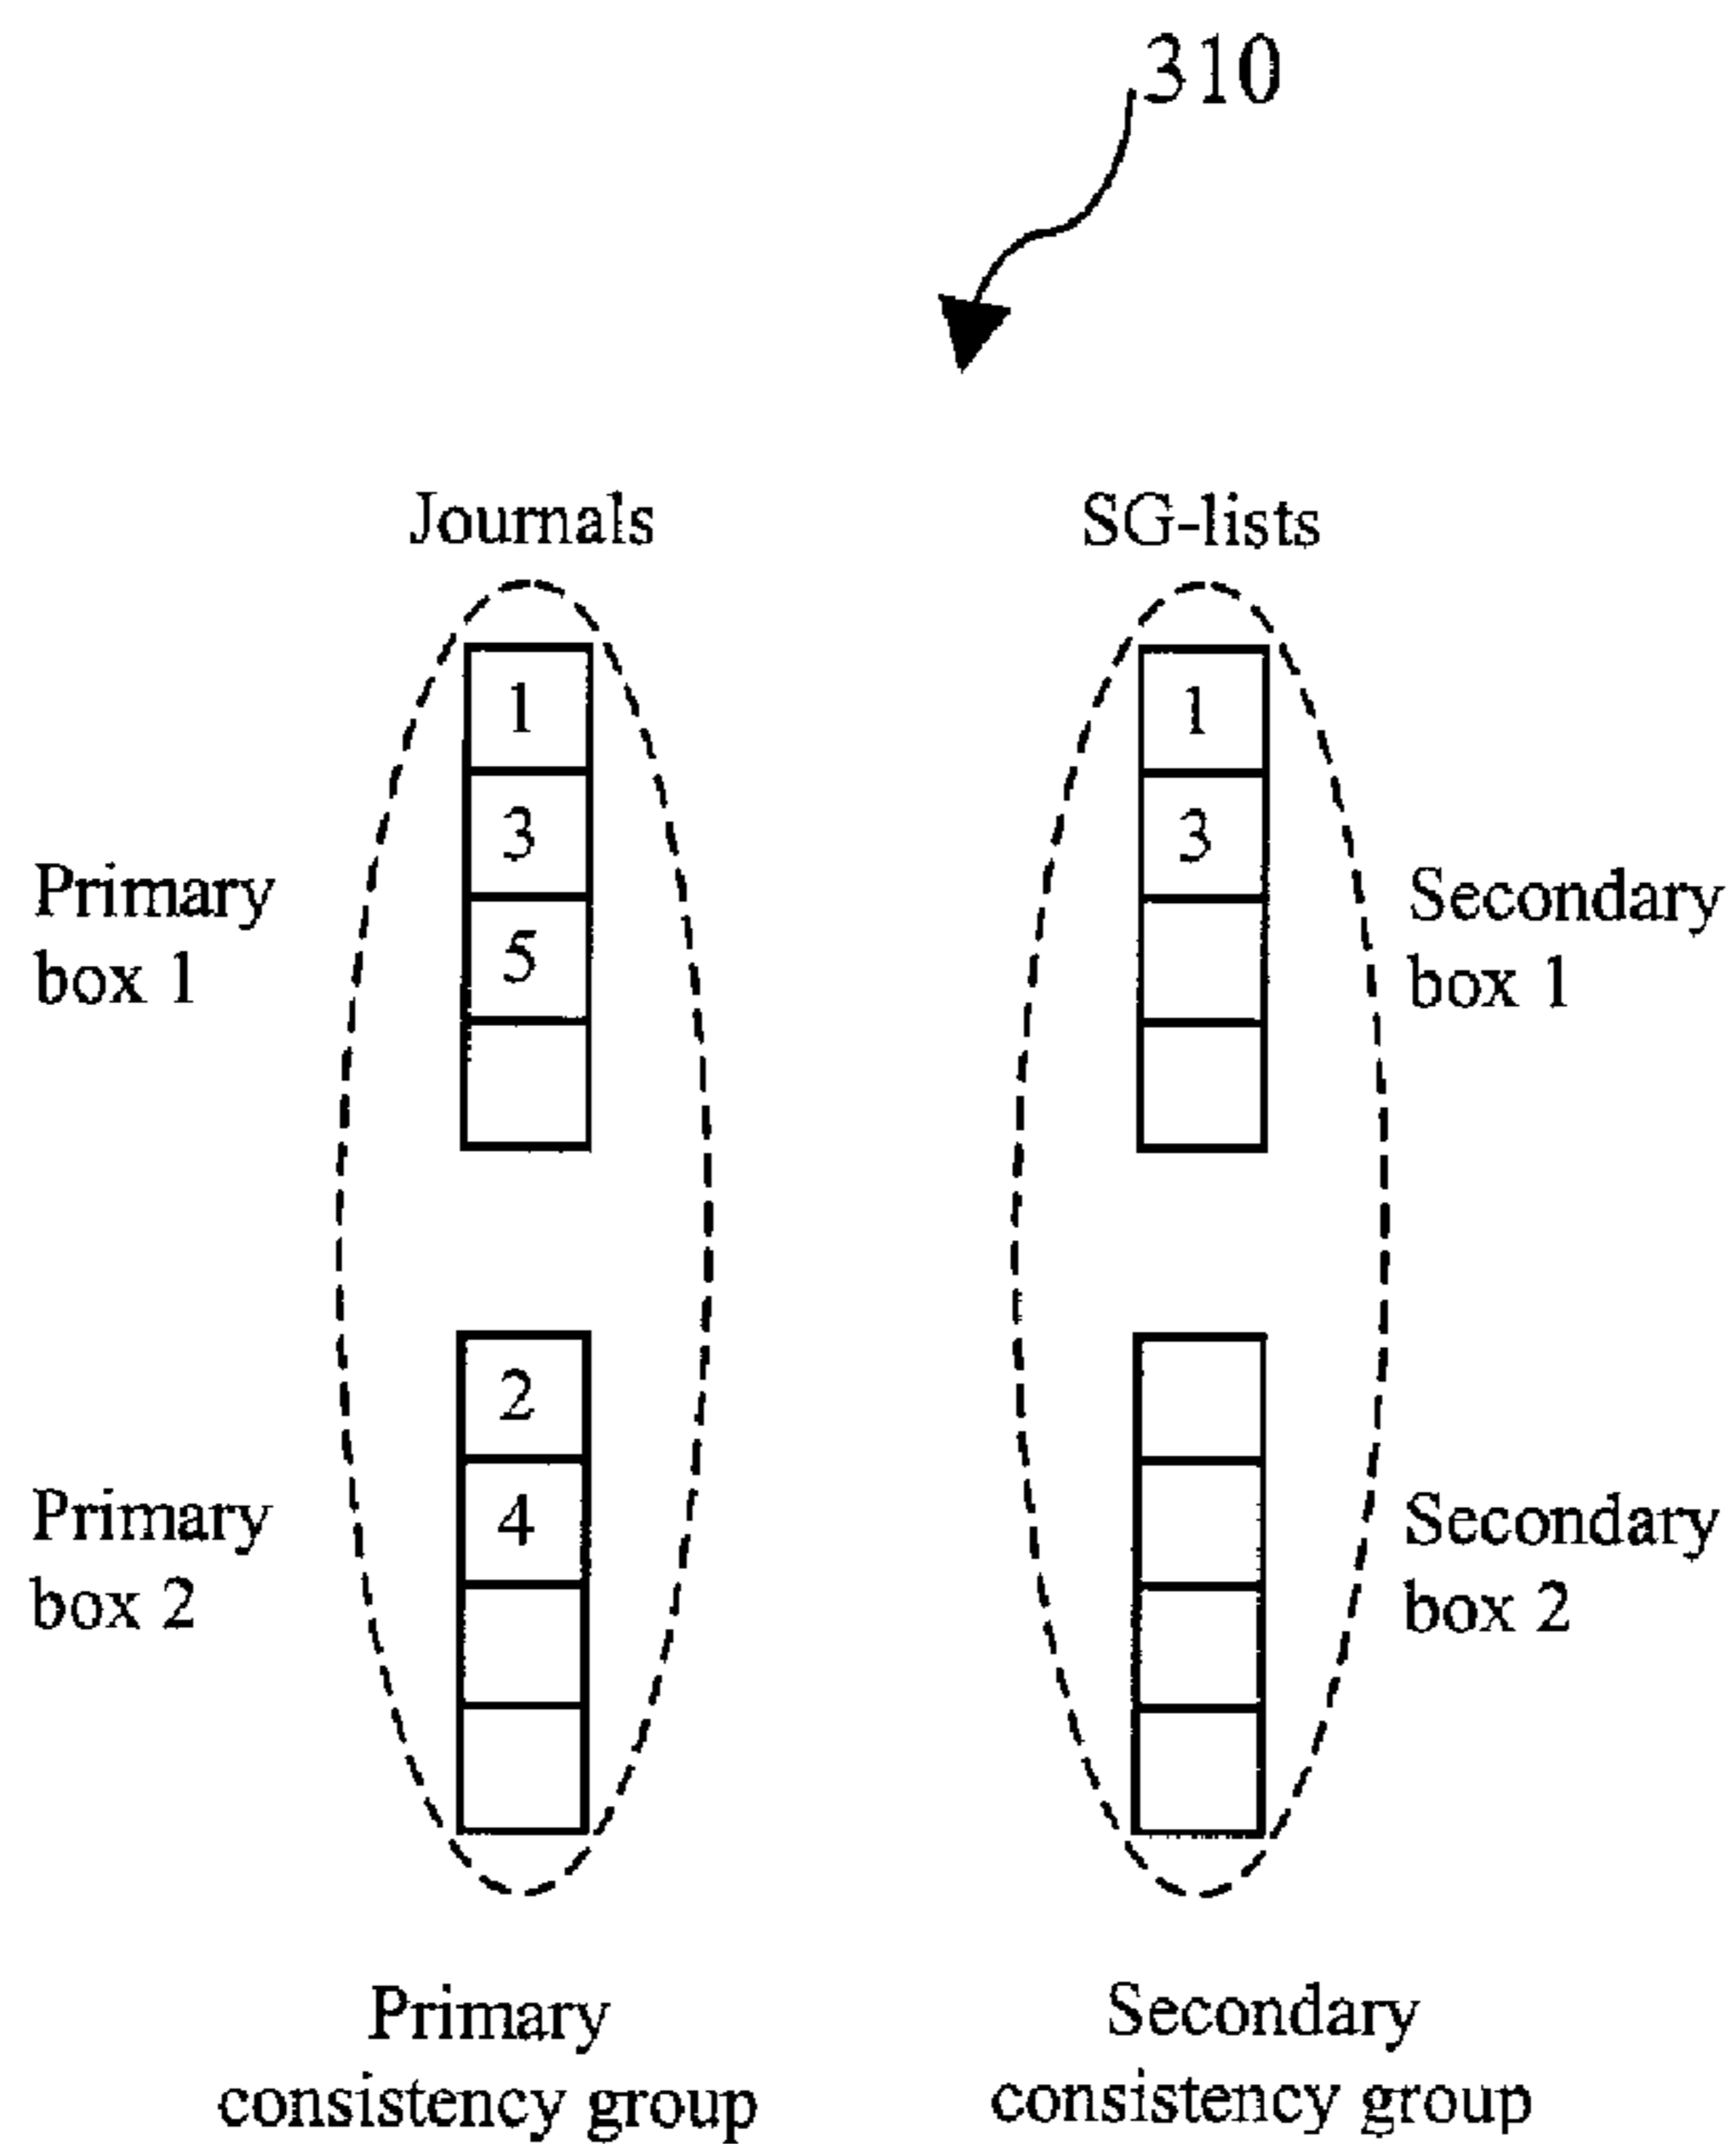 310
Journals
SG-lists
1
3
5
1
3
Primary
box 1
Secondary
box 1
2
4
Primary
box 2
Secondary
box 2
Primary
consistency group
Secondary
consistency group